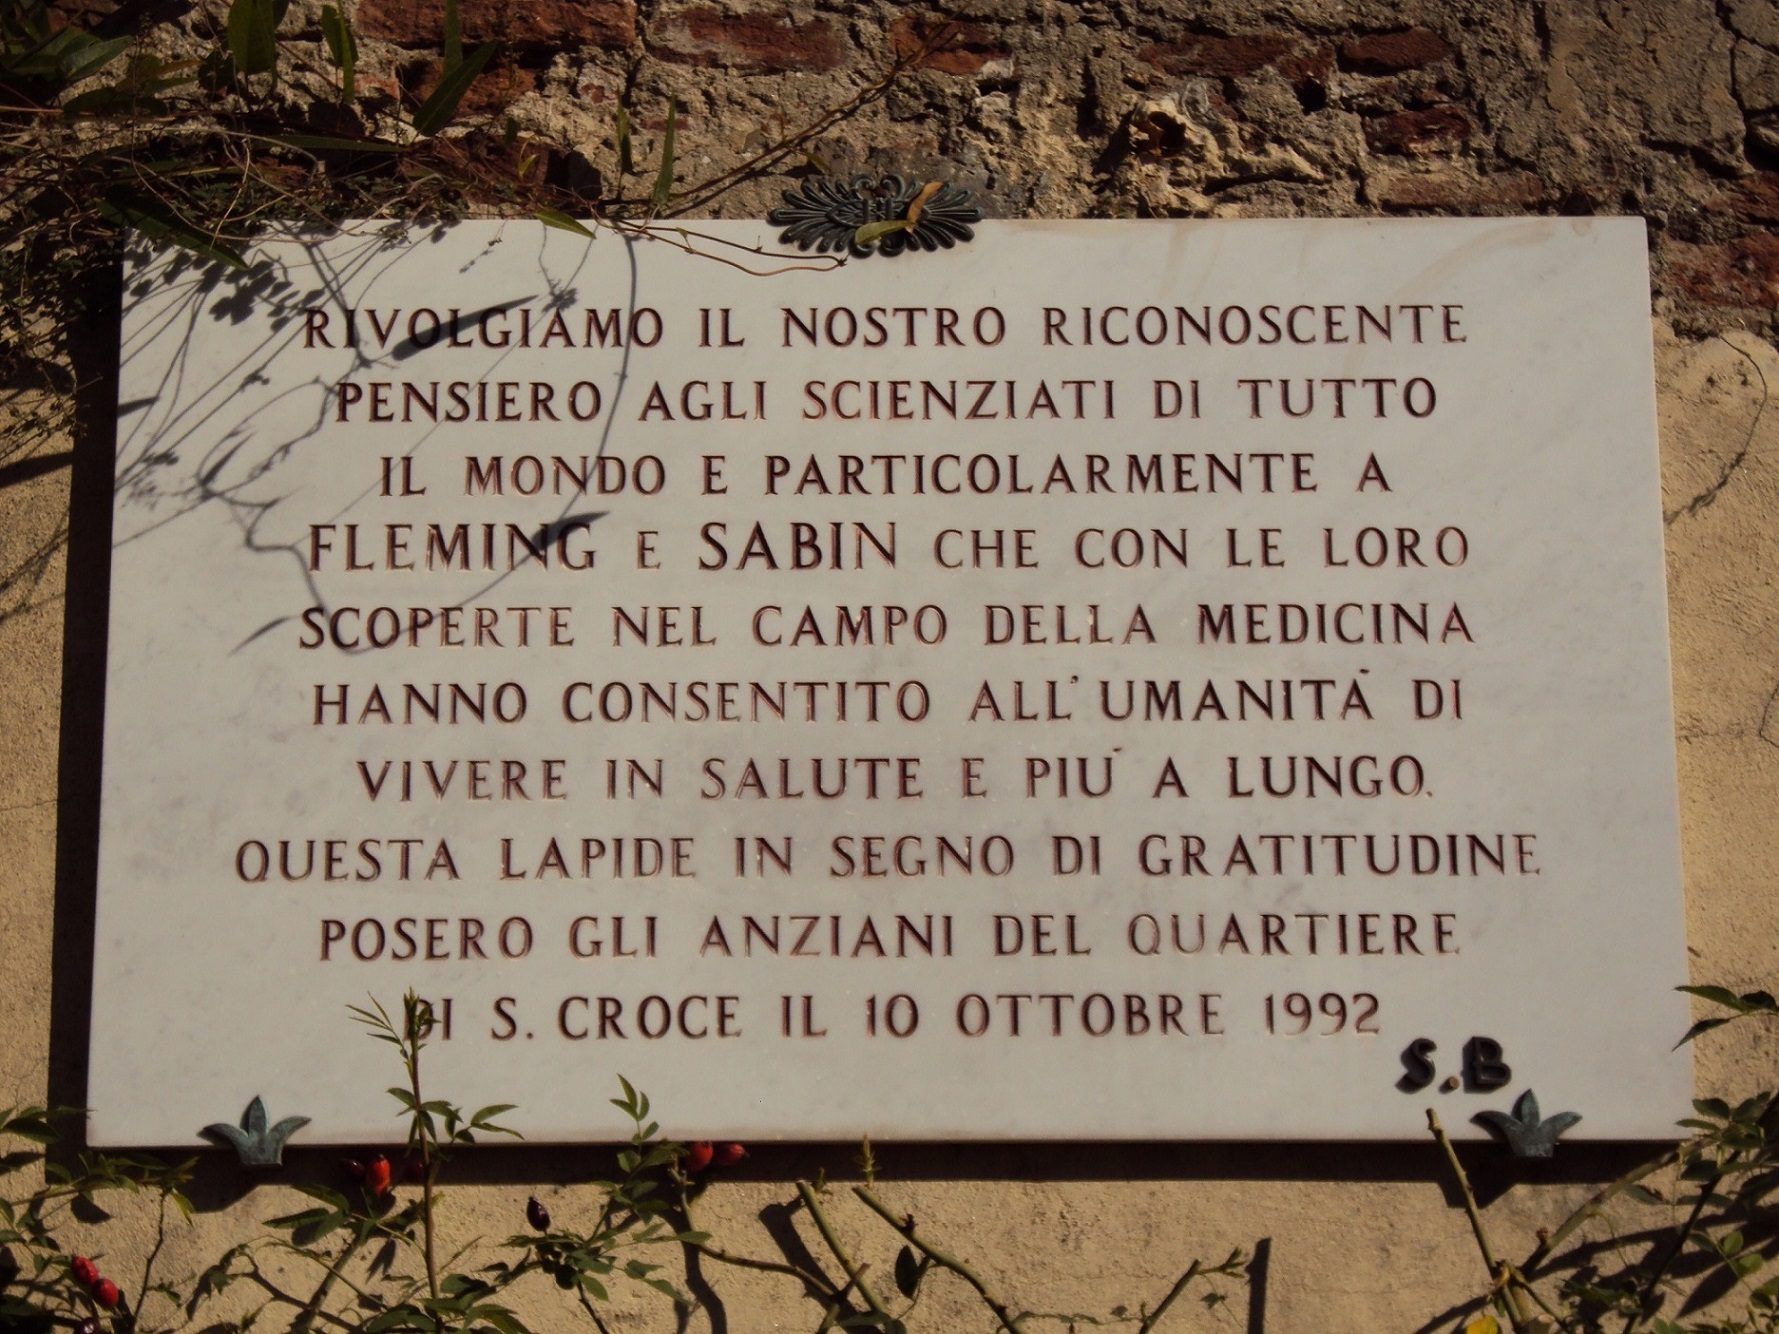 RIVOLGIAMO IL NOSTRO RICONOSCENTE
PENSIERO AGLI SCIENZIATI DI TUTTO
IL MONDO E PARTICOLARMENTE A
FLEMING E SABIN CHE CON LE LORO
SCOPERTE NEL CAMPO DELLA MEDICINA
HANNO CONSENTITO ALL'UMANITÀ DI
VIVERE IN SALUTE E PIÙ A LUNGO.
QUESTA LAPIDE IN SEGNO DI GRATITUDINE
POSERO GLI ANZIANI DEL QUARTIERE
DI S. CROCE IL 10 OTTOBRE 1992
S.B